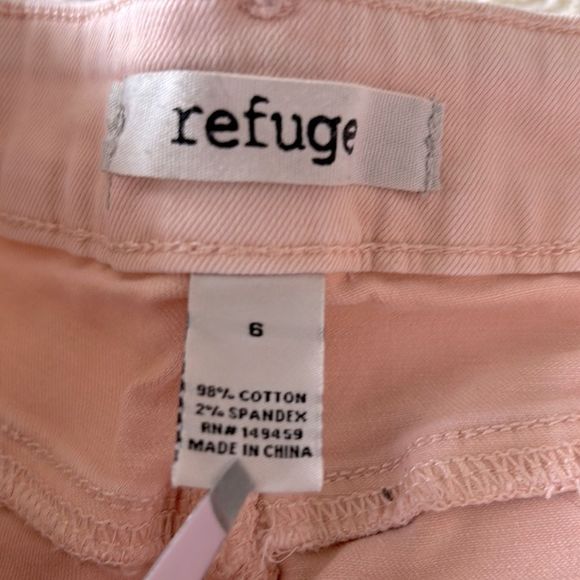 refuge
6
98% COTTON
2% SPANDEX
RN# 149459
MADE IN CHINA